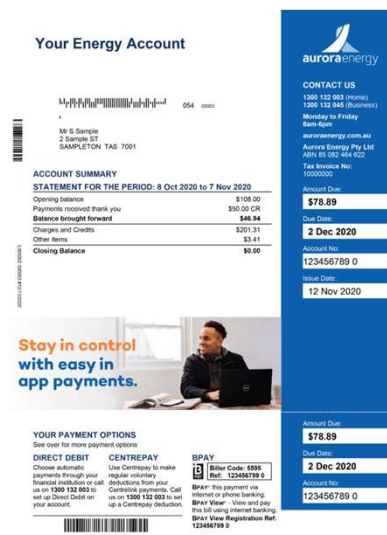 Your Energy Account
auroraenergy
CONTACT US
1300 132 003 (Home)
1300 132 045 (Business)
Monday to Friday
8am-6pm
auroraenergy.com.au
Aurora Energy Pty Ltd
ABN 85 082 464 622
Tax Invoice No:
10000000
Amount Due:
$78.89
Due Date:
2 Dec 2020
Account No:
123456789 0
Issue Date:
12 Nov 2020
054
Mr S Sample
2 Sample ST
SAMPLETON TAS 7001
ACCOUNT SUMMARY
STATEMENT FOR THE PERIOD: 8 Oct 2020 to 7 Nov 2020
Opening balance $108.00
Payments received thank you $50.00 CR
Balance brought forward $46.94
Charges and Credits $201.31
Other items $3.41
Closing Balance $0.00
Stay in control
with easy in
app payments.
YOUR PAYMENT OPTIONS
See over for more payment options
DIRECT DEBIT
Choose automatic
payments through your
financial institution or call
us on 1300 132 003 to
set up Direct Debit on
your account.
CENTREPAY
Use Centrepay to make
regular voluntary
deductions from your
Centrelink payments. Call
us on 1300 132 003 to set
up a Centrepay deduction.
BPAY
Biller Code: 5595
Ref: 123456789 0
BPAY® this payment via
internet or phone banking.
BPAY View® - View and pay
this bill using internet banking.
BPAY View Registration Ref:
123456789 0
Amount Due:
$78.89
Due Date:
2 Dec 2020
Account No:
123456789 0